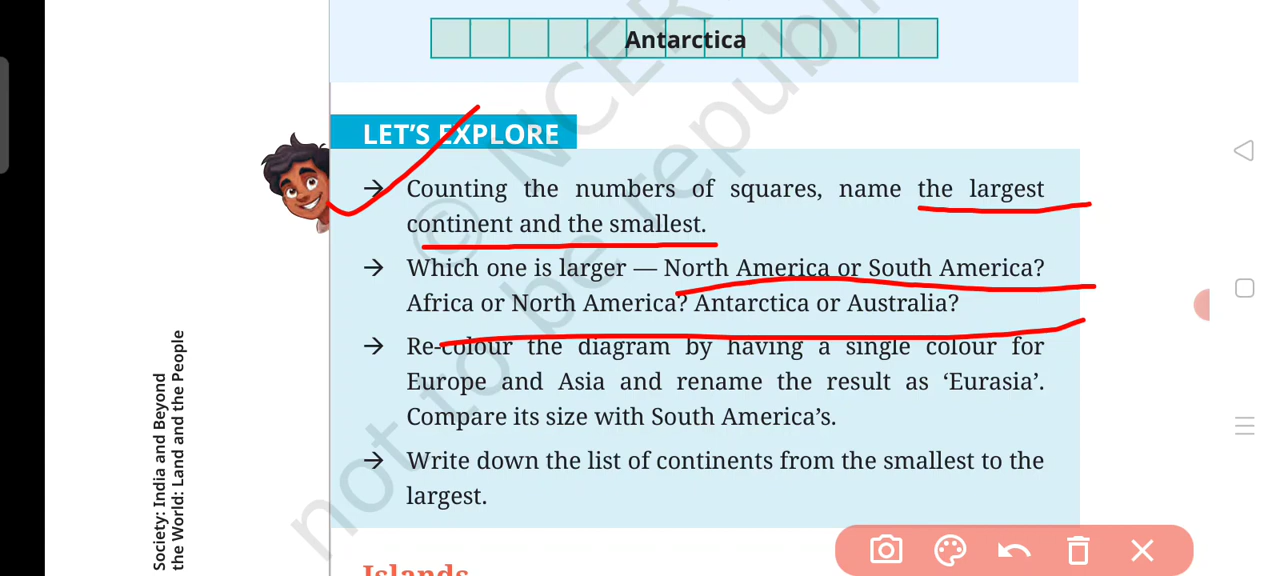 Antarctica
LET'S EXPLORE
→ Counting the numbers of squares, name the largest
continent and the smallest.
→ Which one is larger — North America or South America?
Africa or North America? Antarctica or Australia?
→ Re-colour the diagram by having a single colour for
Europe and Asia and rename the result as ‘Eurasia’.
Compare its size with South America’s.
→ Write down the list of continents from the smallest to the
largest.
Islands
Society: India and Beyond
the World: Land and the People
© NCER
not to be republi